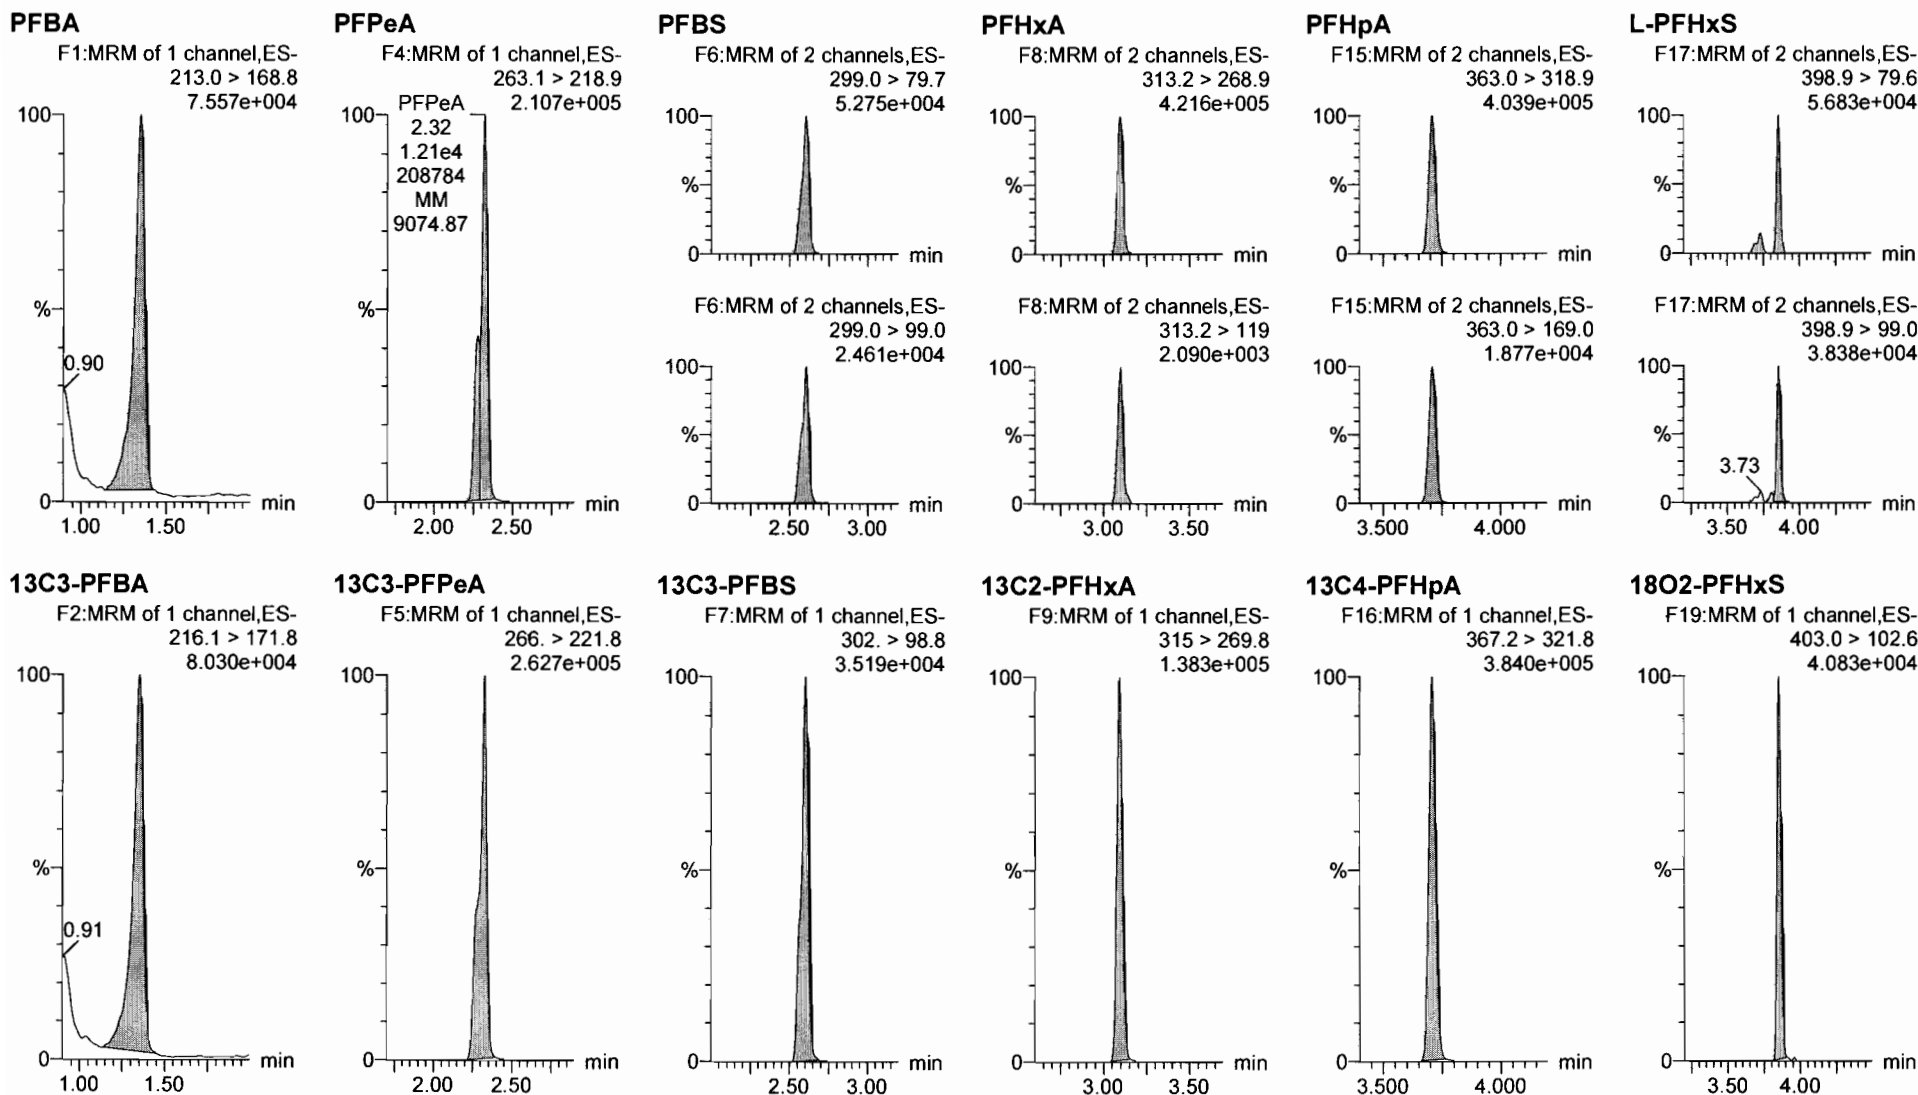 PFBA
F1:MRM of 1 channel,ES-
213.0 > 168.8
7.557e+004
100
%
0.90
0
min
1.00 1.50
PFPeA
F4:MRM of 1 channel,ES-
263.1 > 218.9
2.107e+005
PFPeA
2.32
1.21e4
208784
MM
9074.87
100
%
0
min
2.00 2.50
PFBS
F6:MRM of 2 channels,ES-
299.0 > 79.7
5.275e+004
100
%
0
min
2.50 3.00
F6:MRM of 2 channels,ES-
299.0 > 99.0
2.461e+004
100
%
0
min
2.50 3.00
PFHxA
F8:MRM of 2 channels,ES-
313.2 > 268.9
4.216e+005
100
%
0
min
3.00 3.50
F8:MRM of 2 channels,ES-
313.2 > 119
2.090e+003
100
%
0
min
3.00 3.50
PFHpA
F15:MRM of 2 channels,ES-
363.0 > 318.9
4.039e+005
100
%
0
min
3.500 4.000
F15:MRM of 2 channels,ES-
363.0 > 169.0
1.877e+004
100
%
0
min
3.500 4.000
L-PFHxS
F17:MRM of 2 channels,ES-
398.9 > 79.6
5.683e+004
100
%
0
min
3.50 4.00
F17:MRM of 2 channels,ES-
398.9 > 99.0
3.838e+004
100
%
3.73
0
min
3.50 4.00
13C3-PFBA
F2:MRM of 1 channel,ES-
216.1 > 171.8
8.030e+004
100
%
0.91
0
min
1.00 1.50
13C3-PFPeA
F5:MRM of 1 channel,ES-
266. > 221.8
2.627e+005
100
%
0
min
2.00 2.50
13C3-PFBS
F7:MRM of 1 channel,ES-
302. > 98.8
3.519e+004
100
%
0
min
2.50 3.00
13C2-PFHxA
F9:MRM of 1 channel,ES-
315 > 269.8
1.383e+005
100
%
0
min
3.00 3.50
13C4-PFHpA
F16:MRM of 1 channel,ES-
367.2 > 321.8
3.840e+005
100
%
0
min
3.500 4.000
18O2-PFHxS
F19:MRM of 1 channel,ES-
403.0 > 102.6
4.083e+004
100
%
0
min
3.50 4.00